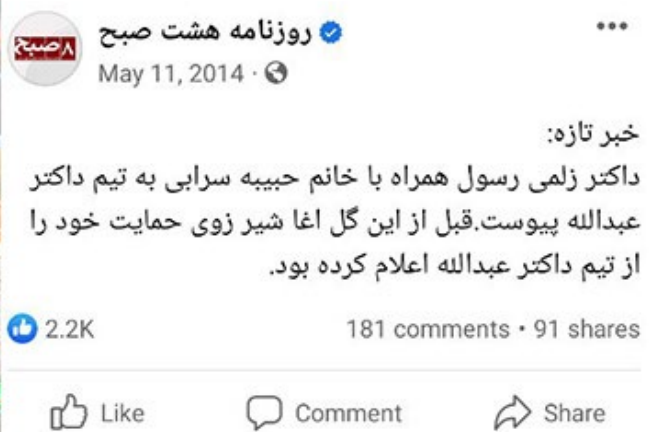 ۸صبح
روزنامه هشت صبح
May 11, 2014 ·
خبر تازه:
داکتر زلمی رسول همراه با خانم حبیبه سرابی به تیم داکتر
عبدالله پیوست.قبل از این گل اغا شیر زوی حمایت خود را
از تیم داکتر عبدالله اعلام کرده بود.
2.2K
181 comments • 91 shares
Like
Comment
Share